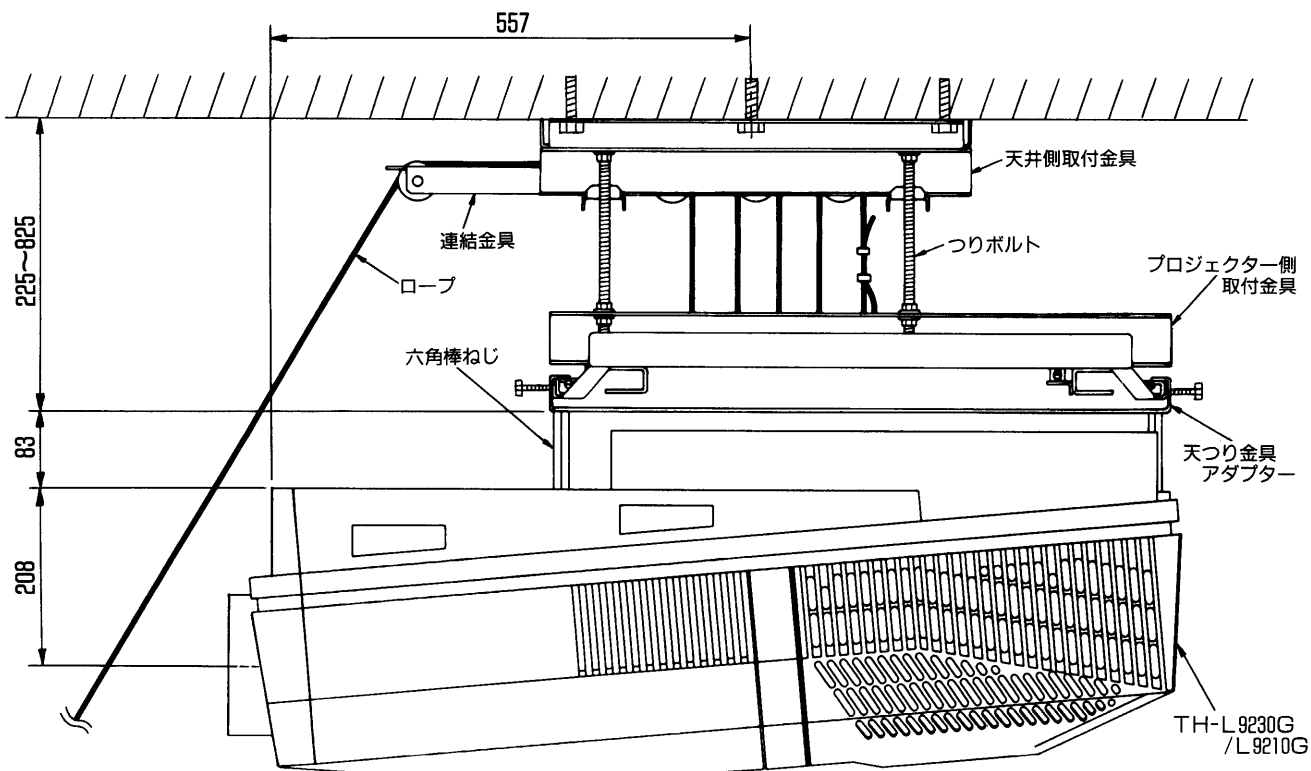 557
天井側取付金具
225～825
連結金具
つりボルト
ロープ
プロジェクター側
取付金具
六角棒ねじ
83
天つり金具
アダプター
208
TH-L9230G
/L9210G